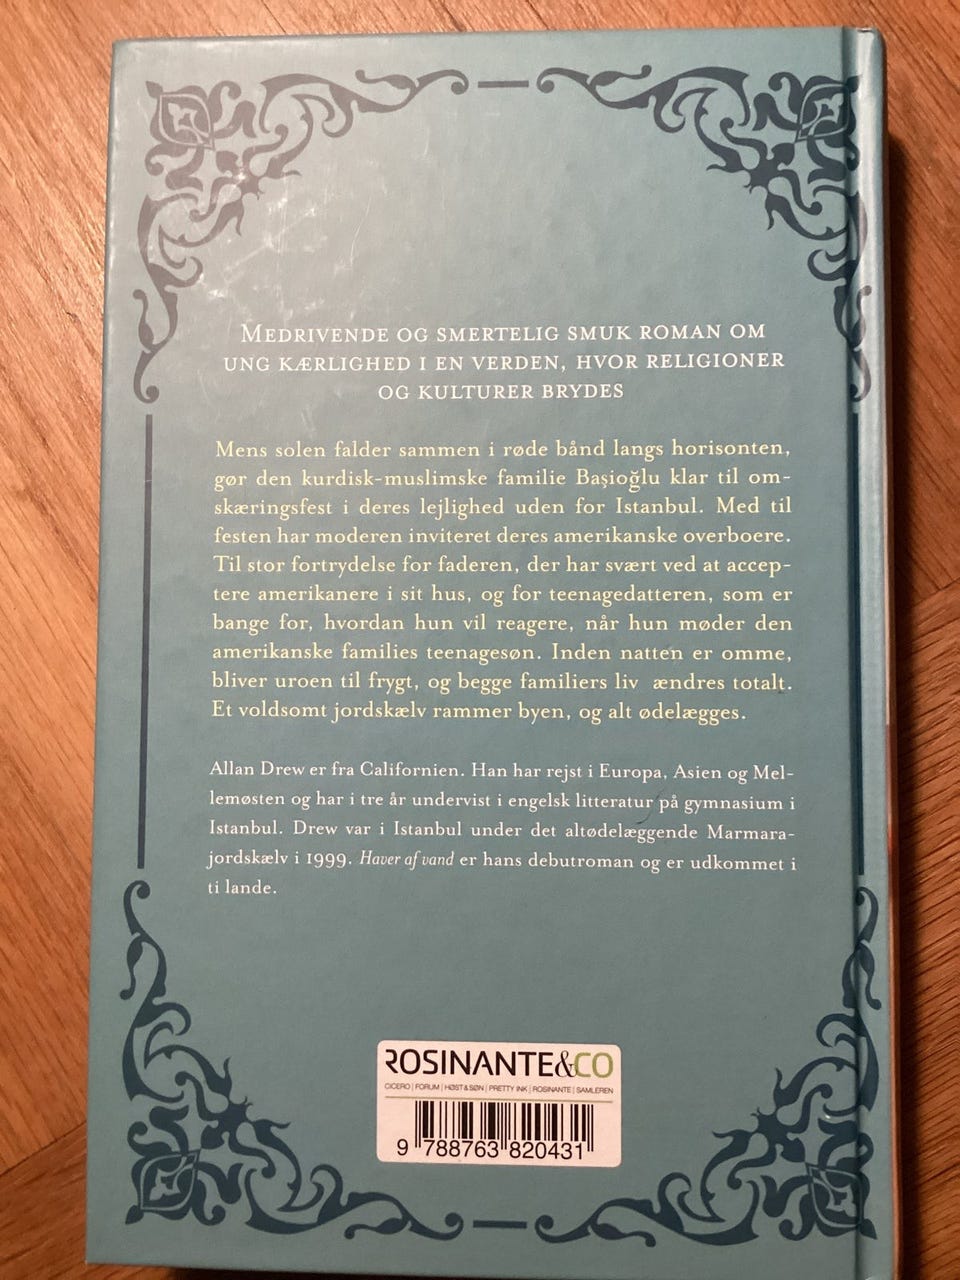 MEDRIVENDE OG SMERTELIG SMUK ROMAN OM
UNG KÆRLIGHED I EN VERDEN, HVOR RELIGIONER
OG KULTURER BRYDES
Mens solen falder sammen i røde bånd langs horisonten,
gør den kurdisk-muslimske familie Başioğlu klar til om-
skæringsfest i deres lejlighed uden for Istanbul. Med til
festen har moderen inviteret deres amerikanske overboere.
Til stor fortrydelse for faderen, der har svært ved at accep-
tere amerikanere i sit hus, og for teenagedatteren, som er
bange for, hvordan hun vil reagere, når hun møder den
amerikanske families teenagesøn. Inden natten er omme,
bliver uroen til frygt, og begge familiers liv ændres totalt.
Et voldsomt jordskælv rammer byen, og alt ødelægges.
Allan Drew er fra Californien. Han har rejst i Europa, Asien og Mel-
lemøsten og har i tre år undervist i engelsk litteratur på gymnasium i
Istanbul. Drew var i Istanbul under det altødelæggende Marmara-
jordskælv i 1999. Haver af vand er hans debutroman og er udkommet i
ti lande.
ROSINANTE&CO
CICERO | FORUM | HØST&SØN | PRETTY INK | ROSINANTE | SAMLEREN
9 788763 820431